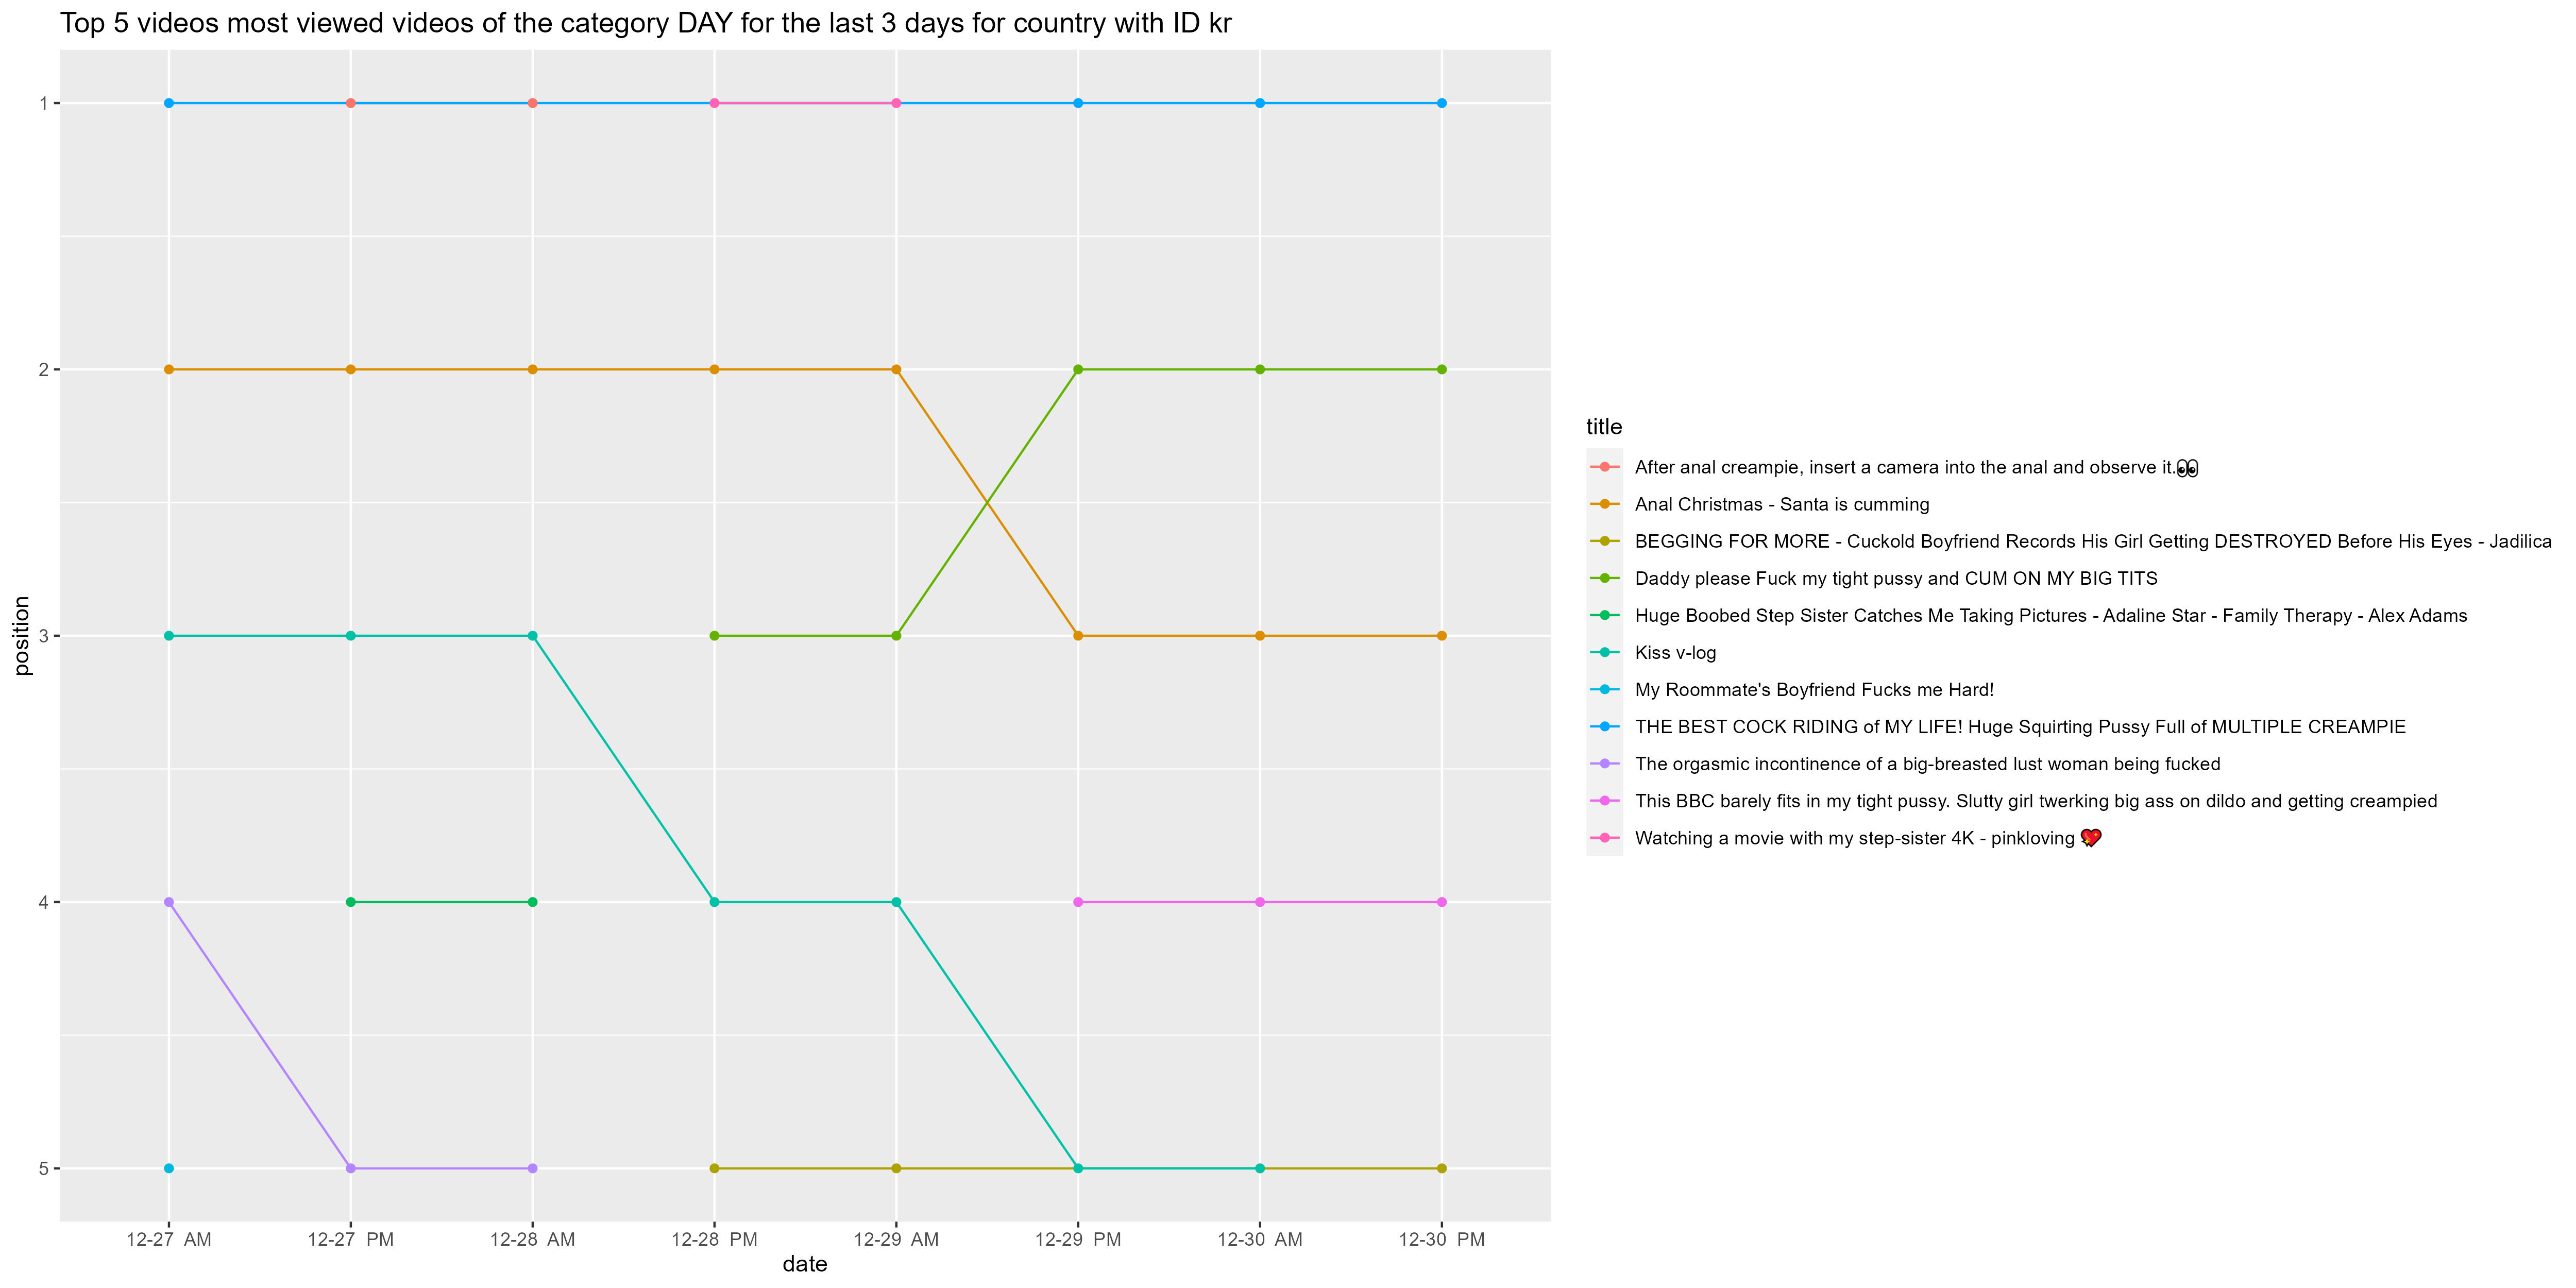 Top 5 videos most viewed videos of the category DAY for the last 3 days for country with ID kr
position
1
2
3
4
5
12-27 AM
12-27 PM
12-28 AM
12-28 PM
12-29 AM
12-29 PM
12-30 AM
12-30 PM
date
title
After anal creampie, insert a camera into the anal and observe it.👀
Anal Christmas - Santa is cumming
BEGGING FOR MORE - Cuckold Boyfriend Records His Girl Getting DESTROYED Before His Eyes - Jadilica
Daddy please Fuck my tight pussy and CUM ON MY BIG TITS
Huge Boobed Step Sister Catches Me Taking Pictures - Adaline Star - Family Therapy - Alex Adams
Kiss v-log
My Roommate's Boyfriend Fucks me Hard!
THE BEST COCK RIDING of MY LIFE! Huge Squirting Pussy Full of MULTIPLE CREAMPIE
The orgasmic incontinence of a big-breasted lust woman being fucked
This BBC barely fits in my tight pussy. Slutty girl twerking big ass on dildo and getting creampied
Watching a movie with my step-sister 4K - pinkloving 💖